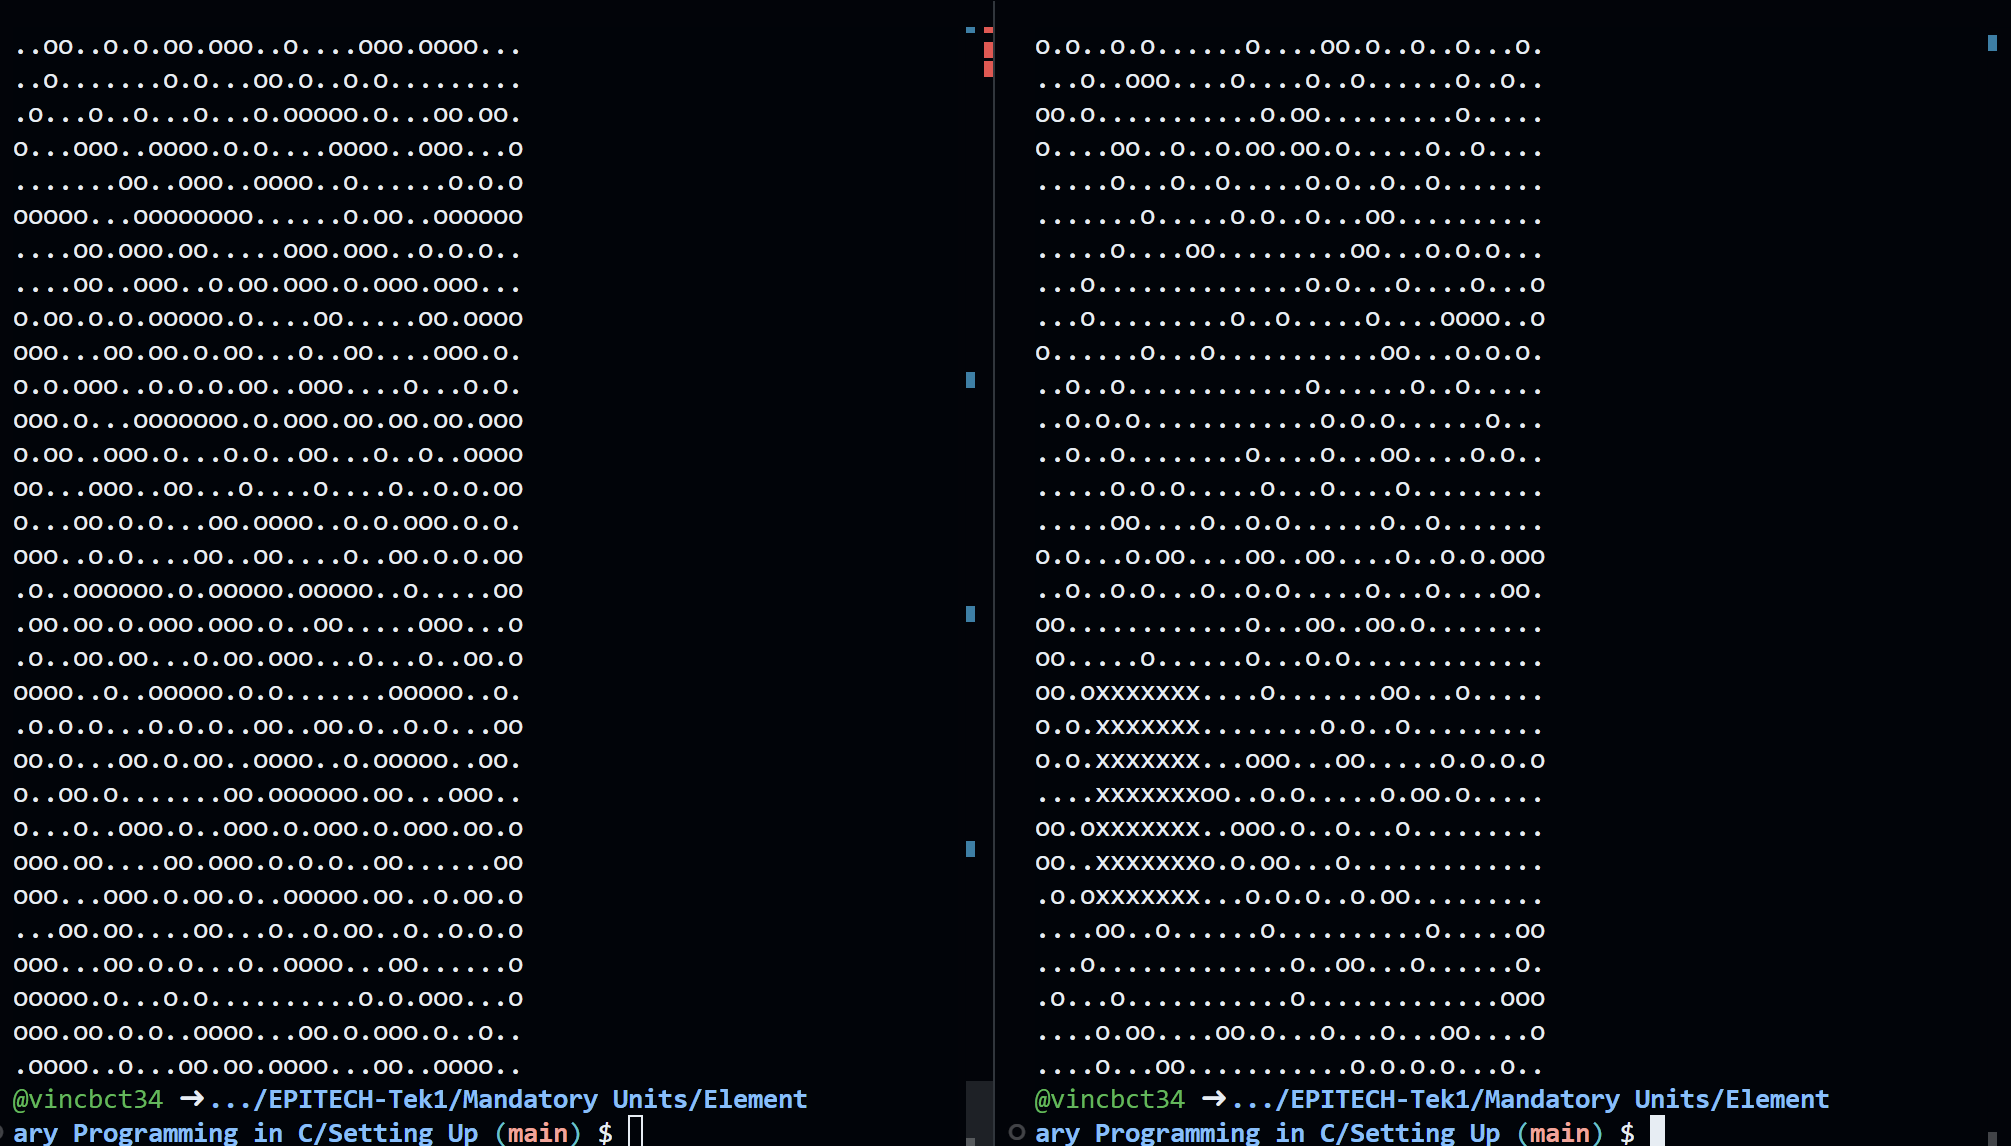 ..oo..o.o.oo.ooo..o....ooo.oooo...
..o.......o.o...oo.o..o.o.........
.o...o..o...o...o.ooooo.o...oo.oo.
o...ooo..oooo.o.o....oooo..ooo...o
.......oo..ooo..oooo..o......o.o.o
ooooo...oooooooo......o.oo..oooooo
....oo.ooo.oo.....ooo.ooo..o.o.o..
....oo..ooo..o.oo.ooo.o.ooo.ooo...
o.oo.o.o.ooooo.o....oo.....oo.oooo
ooo...oo.oo.o.oo...o..oo....ooo.o.
o.o.ooo..o.o.o.oo..ooo....o...o.o.
ooo.o...ooooooo.o.ooo.oo.oo.oo.ooo
o.oo..ooo.o...o.o..oo...o..o..oooo
oo...ooo..oo...o....o....o..o.o.oo
o...oo.o.o...oo.oooo..o.o.ooo.o.o.
ooo..o.o....oo..oo....o..oo.o.o.oo
.o..oooooo.o.ooooo.ooooo..o.....oo
.oo.oo.o.ooo.ooo.o..oo.....ooo...o
.o..oo.oo...o.oo.ooo...o...o..oo.o
oooo..o..ooooo.o.o.......ooooo..o.
.o.o.o...o.o.o..oo..oo.o..o.o...oo
oo.o...oo.o.oo..oooo..o.ooooo..oo.
o..oo.o.......oo.oooooo.oo...ooo..
o...o..ooo.o..ooo.o.ooo.o.ooo.oo.o
ooo.oo....oo.ooo.o.o.o..oo......oo
ooo...ooo.o.oo.o..ooooo.oo..o.oo.o
...oo.oo....oo...o..o.oo..o..o.o.o
ooo...oo.o.o...o..oooo...oo......o
ooooo.o...o.o..........o.o.ooo...o
ooo.oo.o.o..oooo...oo.o.ooo.o..o..
.oooo..o...oo.oo.oooo...oo..oooo..
@vincbct34 ➜.../EPITECH-Tek1/Mandatory Units/Element
ary Programming in C/Setting Up (main) $
o.o..o.o......o....oo.o..o..o...o.
...o..ooo....o....o..o......o..o..
oo.o...........o.oo.........o.....
o....oo..o..o.oo.oo.o.....o..o....
.....o...o..o.....o.o..o..o.......
.......o.....o.o..o...oo..........
.....o....oo.........oo...o.o.o...
...o..............o.o...o....o...o
...o.........o..o.....o....oooo..o
o......o...o...........oo...o.o.o.
..o..o............o......o..o.....
..o.o.o............o.o.o......o...
..o..o........o....o...oo....o.o..
.....o.o.o.....o...o....o.........
.....oo....o..o.o......o..o.......
o.o...o.oo....oo..oo....o..o.o.ooo
..o..o.o...o..o.o.....o...o....oo.
oo............o...oo..oo.o........
oo.....o......o...o.o.............
oo.oxxxxxxx....o.......oo...o.....
o.o.xxxxxxx........o.o..o.........
o.o.xxxxxxx...ooo...oo.....o.o.o.o
....xxxxxxxoo..o.o.....o.oo.o.....
oo.oxxxxxxx..ooo.o..o...o.........
oo..xxxxxxxo.o.oo...o.............
.o.oxxxxxxx...o.o.o..o.oo.........
....oo..o......o..........o.....oo
...o.............o..oo...o......o.
.o...o...........o.............ooo
....o.oo....oo.o...o...o...oo....o
....o...oo...........o.o.o.o...o..
@vincbct34 ➜.../EPITECH-Tek1/Mandatory Units/Element
ary Programming in C/Setting Up (main) $